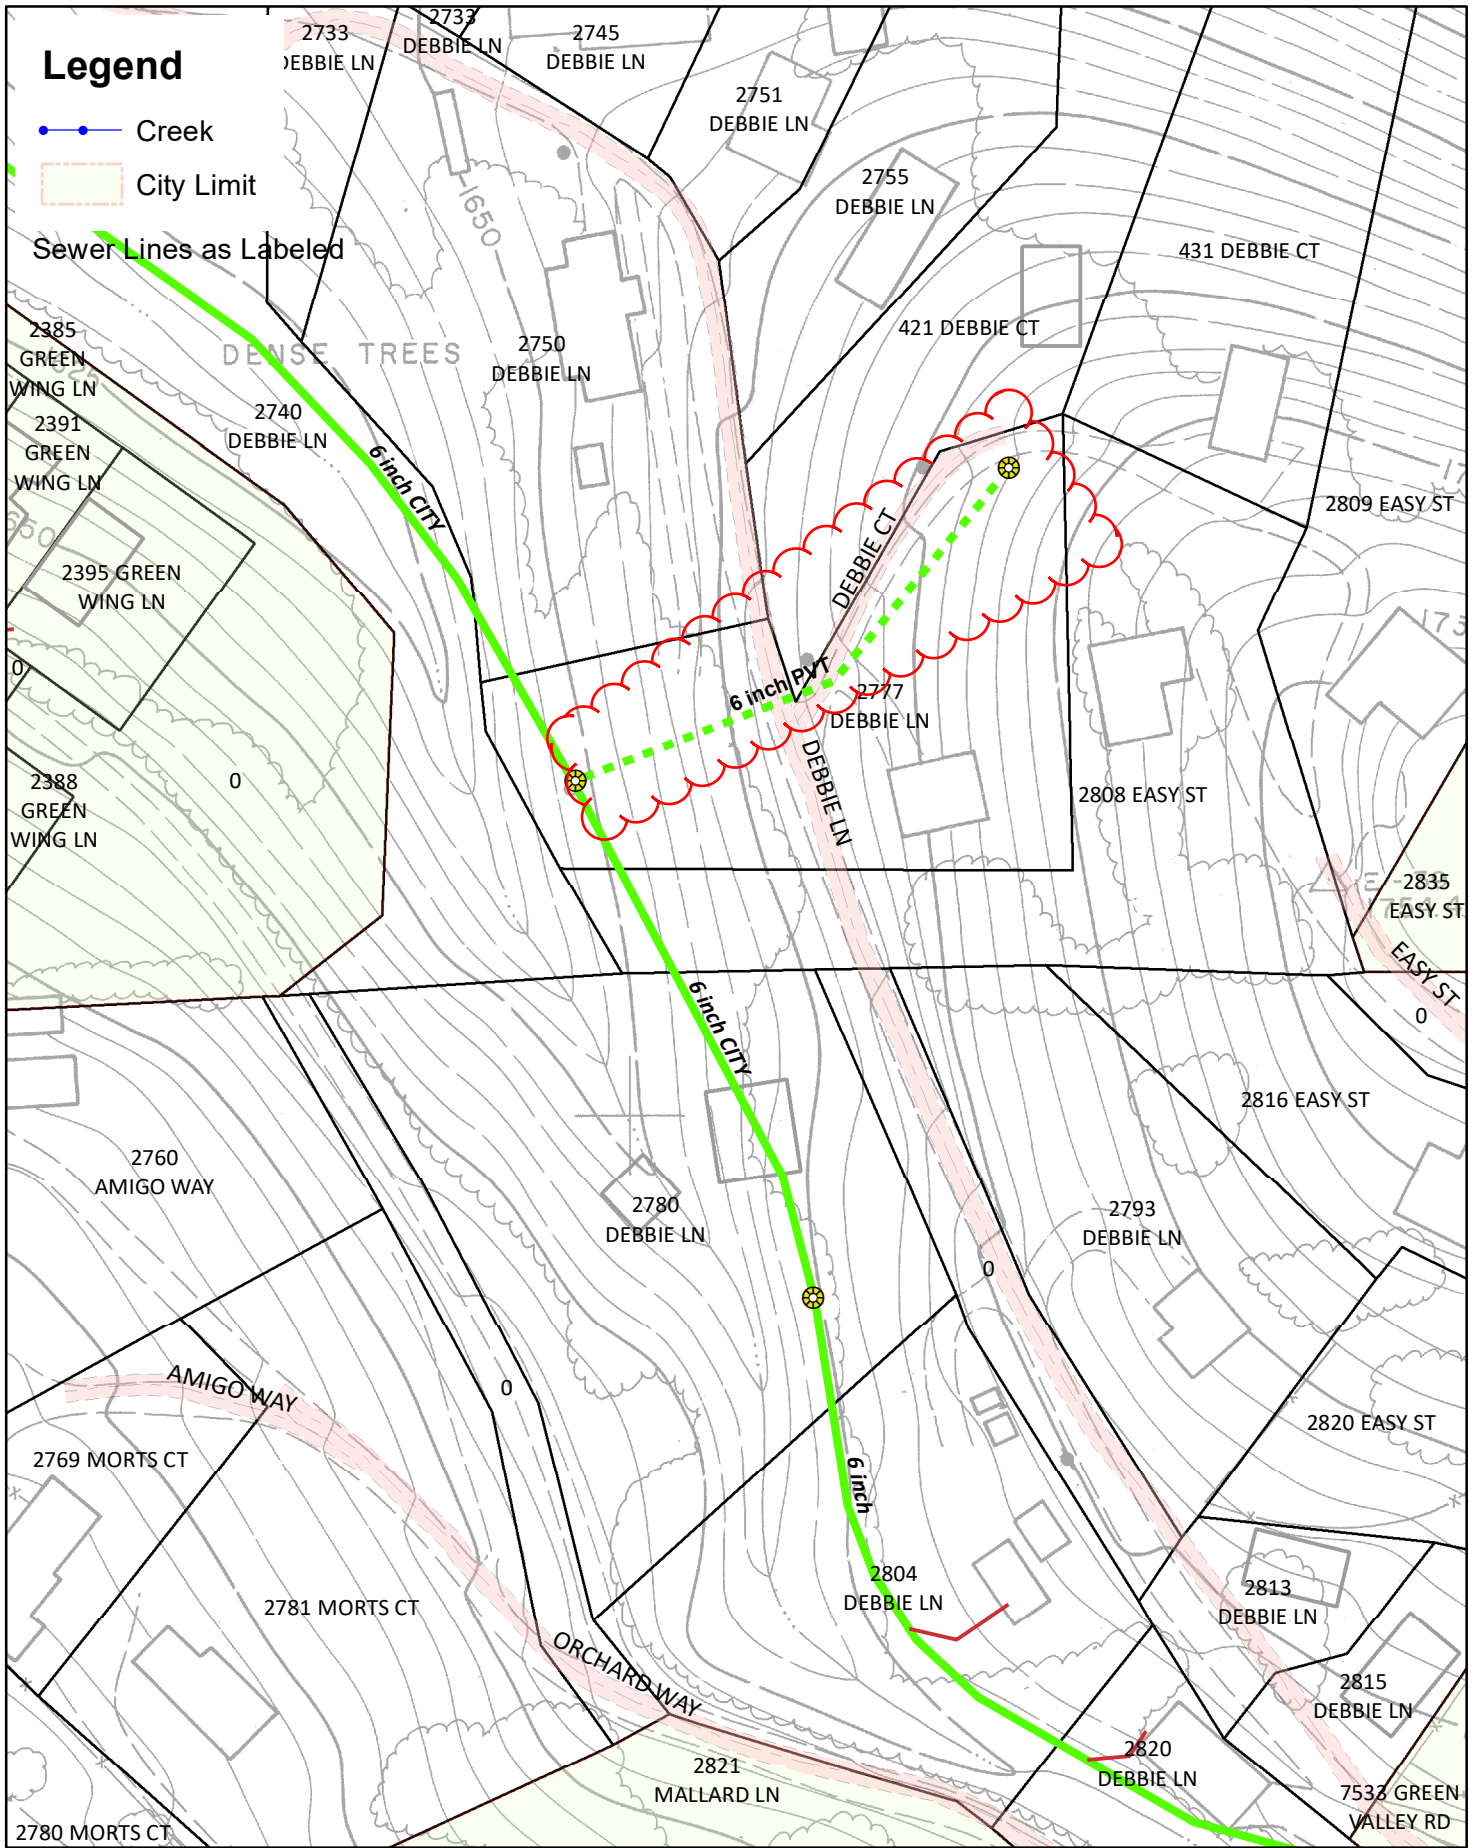 2733
DEBBIE LN
2733
DEBBIE LN
2745
DEBBIE LN
Legend
Creek
City Limit
Sewer Lines as Labeled
2751
DEBBIE LN
2755
DEBBIE LN
1650
431 DEBBIE CT
421 DEBBIE CT
2385
GREEN
WING LN
DENSE TREES
2750
DEBBIE LN
2740
DEBBIE LN
2391
GREEN
WING LN
6 inch CITY
2809 EASY ST
650
2395 GREEN
WING LN
DEBBIE CT
173
0
6 inch PVT
2777
DEBBIE LN
DEBBIE LN
2388
GREEN
WING LN
0
2808 EASY ST
2835
EASY ST
EASY ST
0
6 inch CITY
2816 EASY ST
2760
AMIGO WAY
2780
DEBBIE LN
2793
DEBBIE LN
0
AMIGO WAY
0
2820 EASY ST
2769 MORTS CT
6 inch
2804
DEBBIE LN
2813
DEBBIE LN
2781 MORTS CT
ORCHARD WAY
2815
DEBBIE LN
2821
MALLARD LN
2820
DEBBIE LN
7533 GREEN
VALLEY RD
2780 MORTS CT